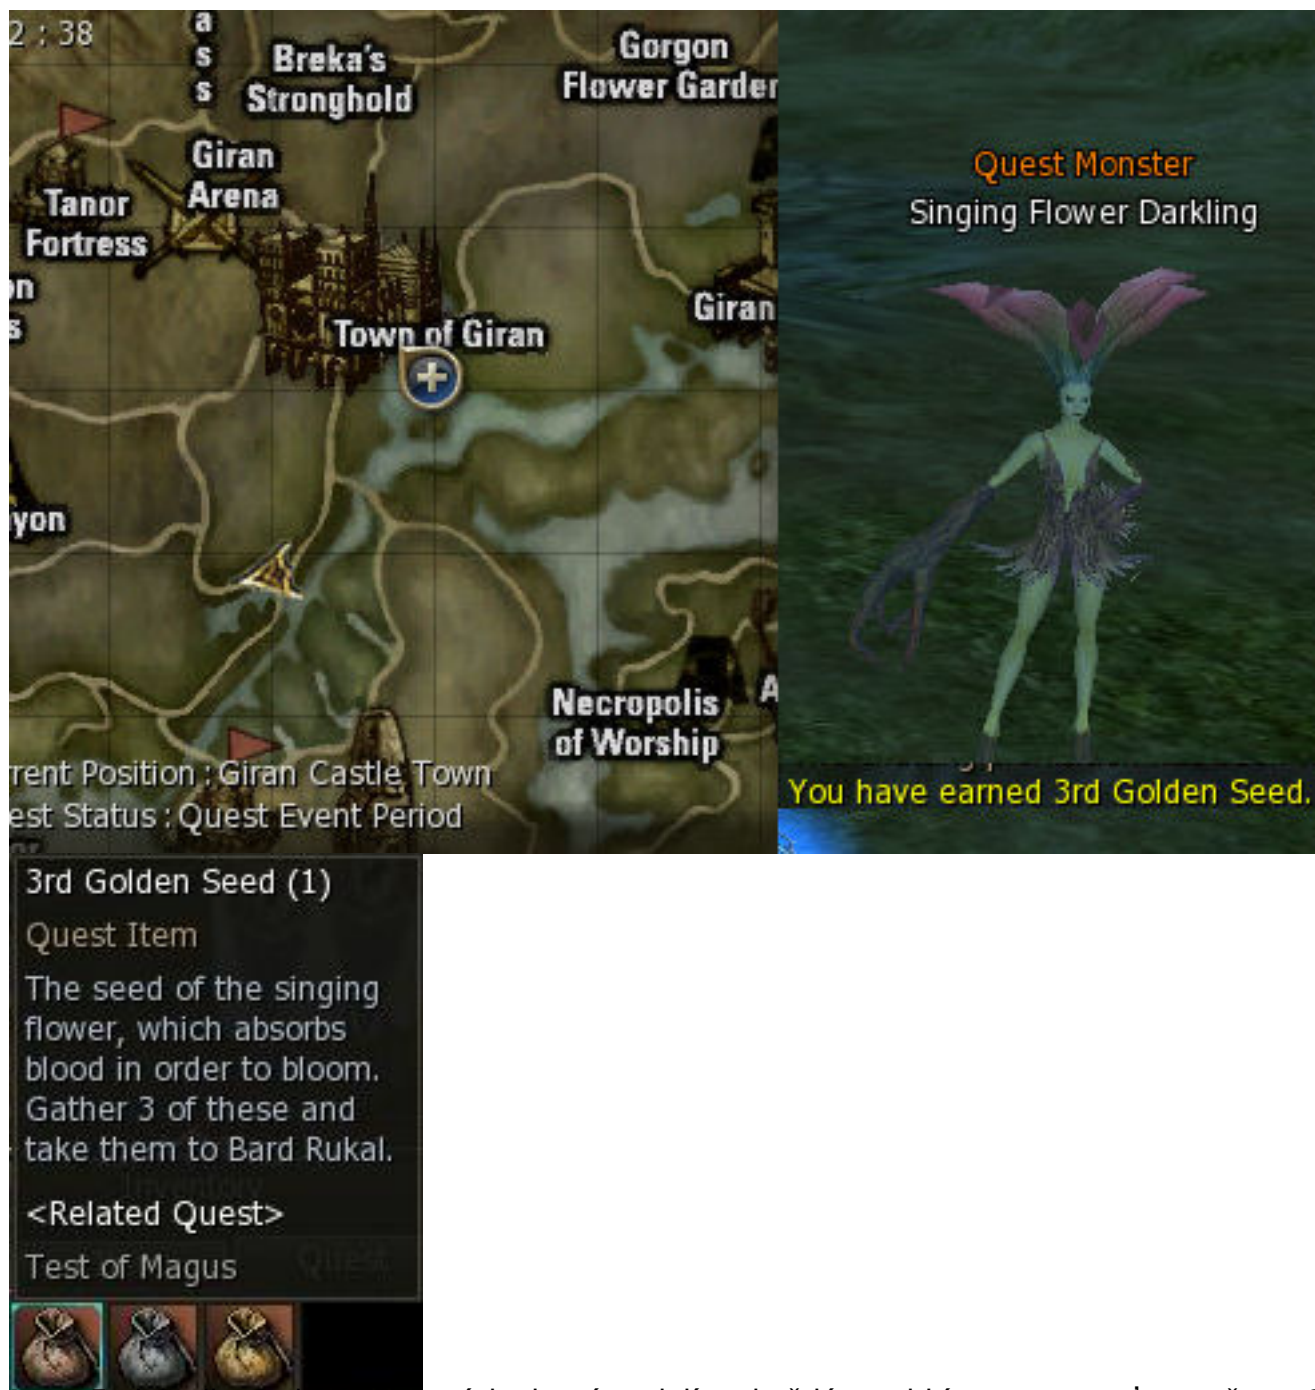 2 : 38
a
s
s
Breka's
Stronghold
Gorgon
Flower Garden
Giran
Arena
Tanor
Fortress
Town of Giran
Giran
yon
Necropolis
of Worship
rent Position : Giran Castle Town
est Status : Quest Event Period
Quest Monster
Singing Flower Darkling
You have earned 3rd Golden Seed.
3rd Golden Seed (1)
Quest Item
The seed of the singing
flower, which absorbs
blood in order to bloom.
Gather 3 of these and
take them to Bard Rukal.
Inventory
<Related Quest>
Quest
Test of Magus